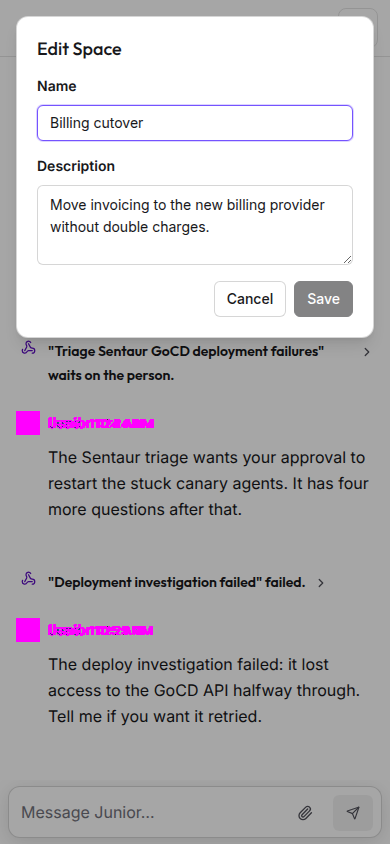 Edit Space
Name
Billing cutover
Description
Move invoicing to the new billing provider
without double charges.
Cancel
Save
"Triage Sentaur GoCD deployment failures"
waits on the person.
The Sentaur triage wants your approval to
restart the stuck canary agents. It has four
more questions after that.
"Deployment investigation failed" failed.
The deploy investigation failed: it lost
access to the GoCD API halfway through.
Tell me if you want it retried.
Message Junior...